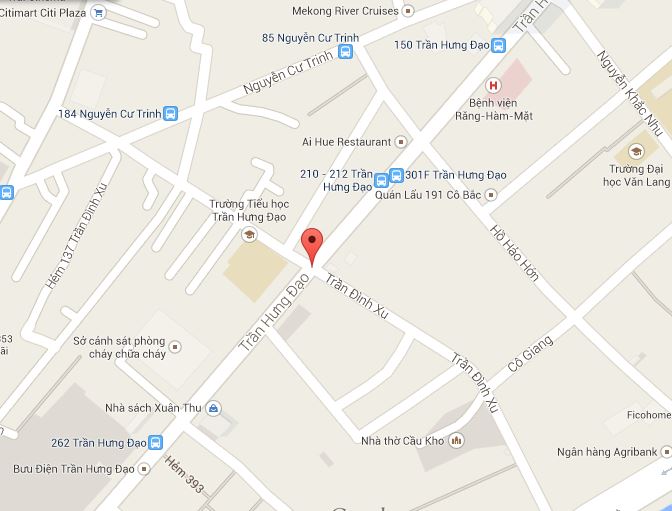 Citimart Citi Plaza
Mekong River Cruises
Trần H
85 Nguyễn Cư Trinh
150 Trần Hưng Đạo
Nguyễn Cư Trinh
Nguyễn Khắc Nhu
Bệnh viện
Răng-Hàm-Mặt
184 Nguyễn Cư Trinh
Ai Hue Restaurant
210 - 212 Trần
Hưng Đạo
301F Trần Hưng Đạo
Trường Đại
học Văn Lang
Quán Lấu 191 Cô Bắc
Hẻm 137 Trần Đình Xu
Trường Tiểu học
Trần Hưng Đạo
Hồ Hảo Hớn
Trần Hưng Đạo
Trần Đình Xu
Sở cảnh sát phòng
cháy chữa cháy
353
Trần Đình Xu
Cô Giang
Nhà sách Xuân Thu
Ficohome
262 Trần Hưng Đạo
Nhà thờ Cầu Kho
Ngân hàng Agribank
Bưu Điện Trần Hưng Đạo
Hẻm 393